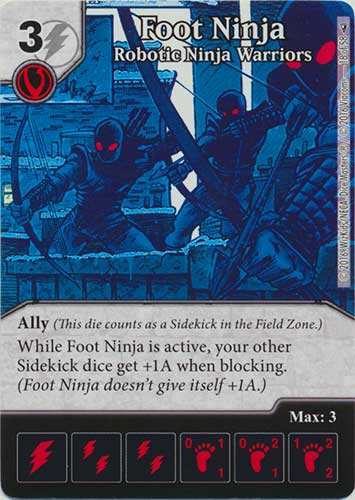 3
Foot Ninja
Robotic Ninja Warriors
Ally (This die counts as a Sidekick in the Field Zone.)
While Foot Ninja is active, your other
Sidekick dice get +1A when blocking.
(Foot Ninja doesn't give itself +1A.)
Max: 3
0 1 1
0 2 1
1 2 2